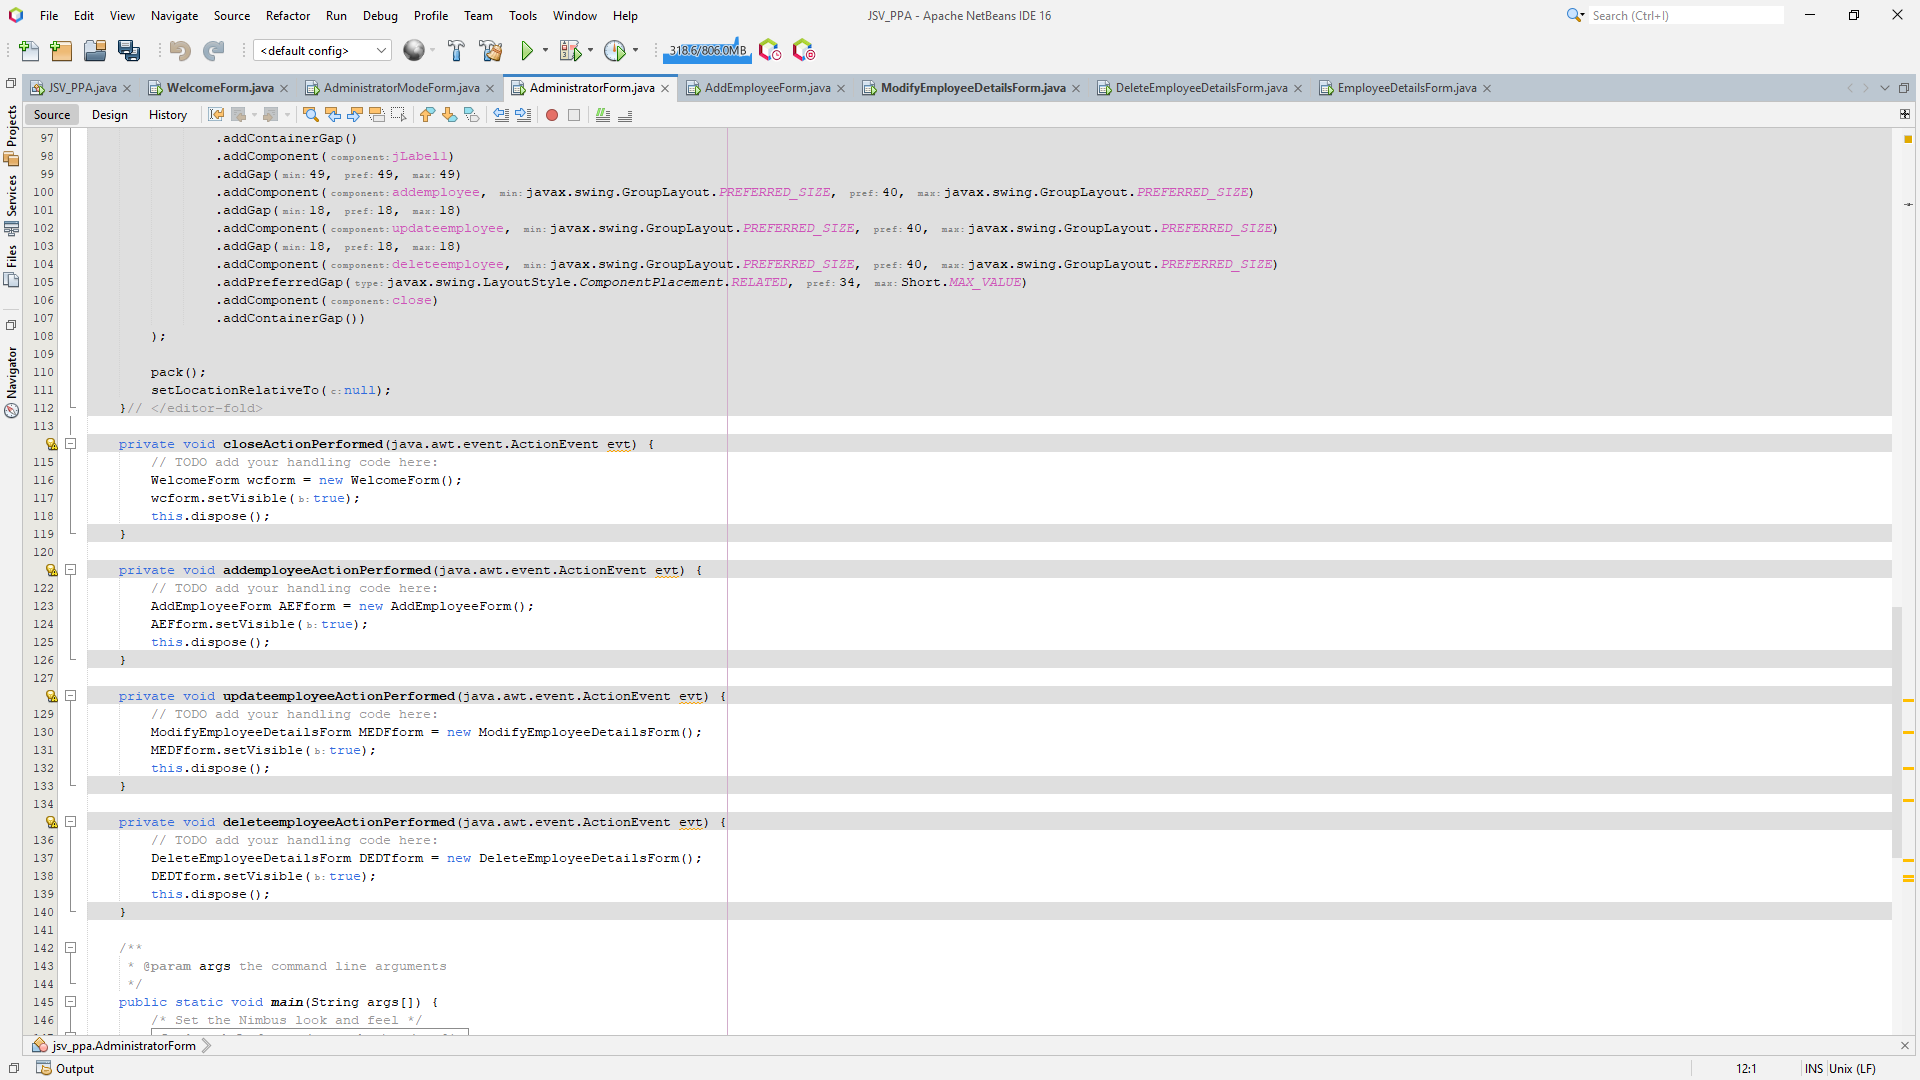 File Edit View Navigate Source Refactor Run Debug Profile Team Tools Window Help
JSV_PPA - Apache NetBeans IDE 16
Search (Ctrl+I)
<default config>
318.6/806.0MB
JSV_PPA.java
WelcomeForm.java
AdministratorModeForm.java
AdministratorForm.java
AddEmployeeForm.java
ModifyEmployeeDetailsForm.java
DeleteEmployeeDetailsForm.java
EmployeeDetailsForm.java
Source Design History
Projects
Services
Files
Navigator
97 .addContainerGap()
98 .addComponent( component: jLabel1)
99 .addGap( min: 49, pref: 49, max: 49)
100 .addComponent( component: addemployee, min: javax.swing.GroupLayout.PREFERRED_SIZE, pref: 40, max: javax.swing.GroupLayout.PREFERRED_SIZE)
101 .addGap( min: 18, pref: 18, max: 18)
102 .addComponent( component: updateemployee, min: javax.swing.GroupLayout.PREFERRED_SIZE, pref: 40, max: javax.swing.GroupLayout.PREFERRED_SIZE)
103 .addGap( min: 18, pref: 18, max: 18)
104 .addComponent( component: deleteemployee, min: javax.swing.GroupLayout.PREFERRED_SIZE, pref: 40, max: javax.swing.GroupLayout.PREFERRED_SIZE)
105 .addPreferredGap( type: javax.swing.LayoutStyle.ComponentPlacement.RELATED, pref: 34, max: Short.MAX_VALUE)
106 .addComponent( component: close)
107 .addContainerGap())
108 );
109
110 pack();
111 setLocationRelativeTo( c: null);
112 }// </editor-fold>
113
private void closeActionPerformed(java.awt.event.ActionEvent evt) {
115 // TODO add your handling code here:
116 WelcomeForm wcform = new WelcomeForm();
117 wcform.setVisible( b: true);
118 this.dispose();
119 }
120
private void addemployeeActionPerformed(java.awt.event.ActionEvent evt) {
122 // TODO add your handling code here:
123 AddEmployeeForm AEFform = new AddEmployeeForm();
124 AEFform.setVisible( b: true);
125 this.dispose();
126 }
127
private void updateemployeeActionPerformed(java.awt.event.ActionEvent evt) {
129 // TODO add your handling code here:
130 ModifyEmployeeDetailsForm MEDFform = new ModifyEmployeeDetailsForm();
131 MEDFform.setVisible( b: true);
132 this.dispose();
133 }
134
private void deleteemployeeActionPerformed(java.awt.event.ActionEvent evt) {
136 // TODO add your handling code here:
137 DeleteEmployeeDetailsForm DEDTform = new DeleteEmployeeDetailsForm();
138 DEDTform.setVisible( b: true);
139 this.dispose();
140 }
141
142 /**
143 * @param args the command line arguments
144 */
145 public static void main(String args[]) {
146 /* Set the Nimbus look and feel */
jsv_ppa.AdministratorForm
Output
12:1 INS Unix (LF)